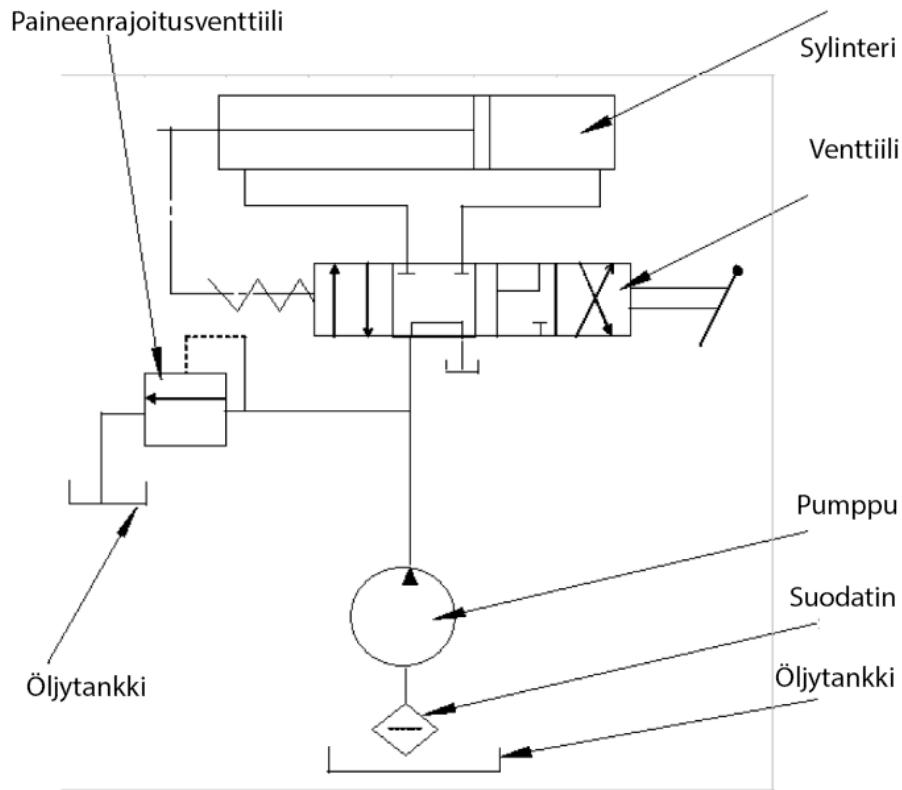 Paineenrajoitusventtiili
Sylinteri
Venttiili
Pumppu
Suodatin
Öljytankki
Öljytankki